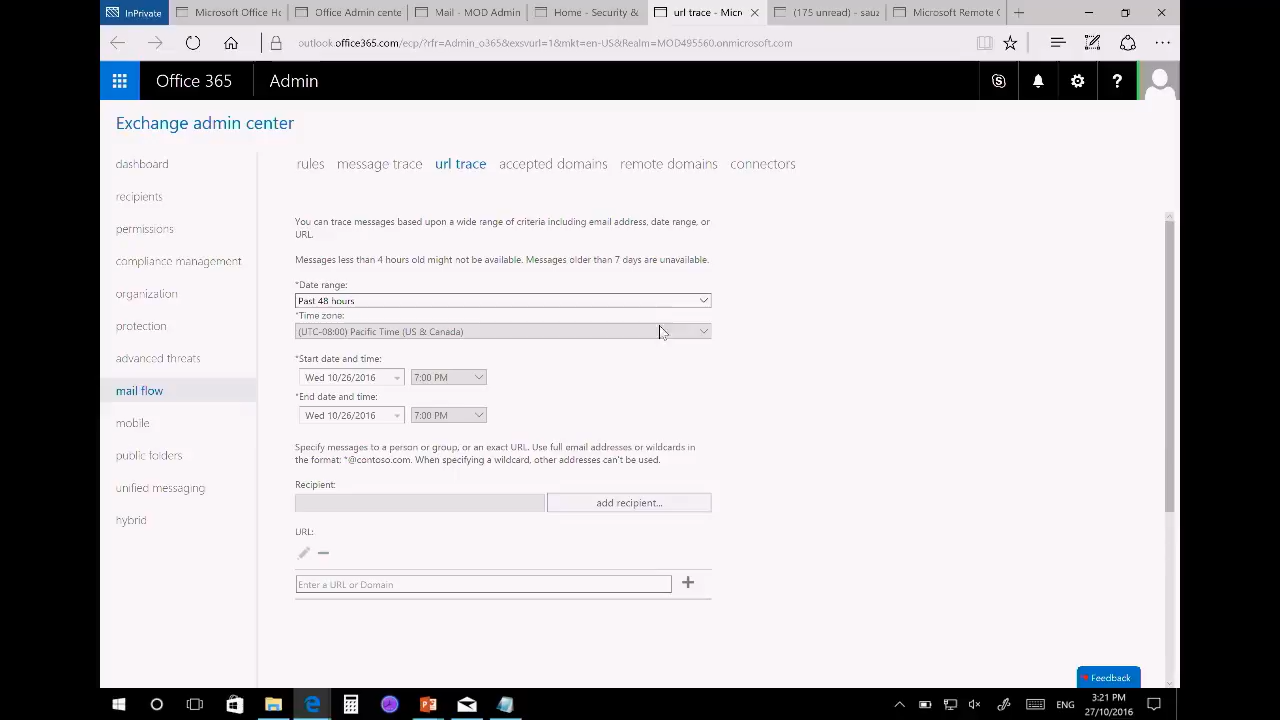 InPrivate
Microsoft Office Ho
Office Admin cente
Mail - MOD Admin
Home - Security &
url trace - Micr
(175 unread) - sauz
Microsoft Remote C
outlook.office365.com/ecp/?rfr=Admin_o365&exsvurl=1&mkt=en-US&Realm=MOD495560.onmicrosoft.com
Office 365
Admin
Exchange admin center
dashboard
recipients
permissions
compliance management
organization
protection
advanced threats
mail flow
mobile
public folders
unified messaging
hybrid
rules message trace url trace accepted domains remote domains connectors
You can trace messages based upon a wide range of criteria including email address, date range, or
URL.
Messages less than 4 hours old might not be available. Messages older than 7 days are unavailable.
*Date range:
Past 48 hours
*Time zone:
(UTC-08:00) Pacific Time (US & Canada)
*Start date and time:
Wed 10/26/2016 7:00 PM
*End date and time:
Wed 10/26/2016 7:00 PM
Specify messages to a person or group, or an exact URL. Use full email addresses or wildcards in
the format: *@contoso.com. When specifying a wildcard, other addresses can't be used.
Recipient:
add recipient...
URL:
Enter a URL or Domain
Feedback
ENG
3:21 PM
27/10/2016